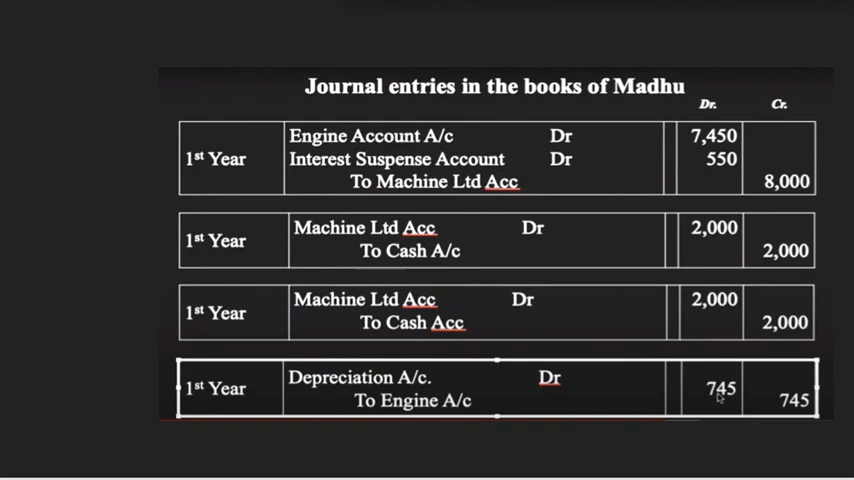 Journal entries in the books of Madhu
Dr. Cr.
Engine Account A/c Dr 7,450
1st Year Interest Suspense Account Dr 550
To Machine Ltd Acc 8,000
Machine Ltd Acc Dr 2,000
1st Year
To Cash A/c 2,000
Machine Ltd Acc Dr 2,000
1st Year
To Cash Acc 2,000
Depreciation A/c. Dr
1st Year 745
To Engine A/c 745